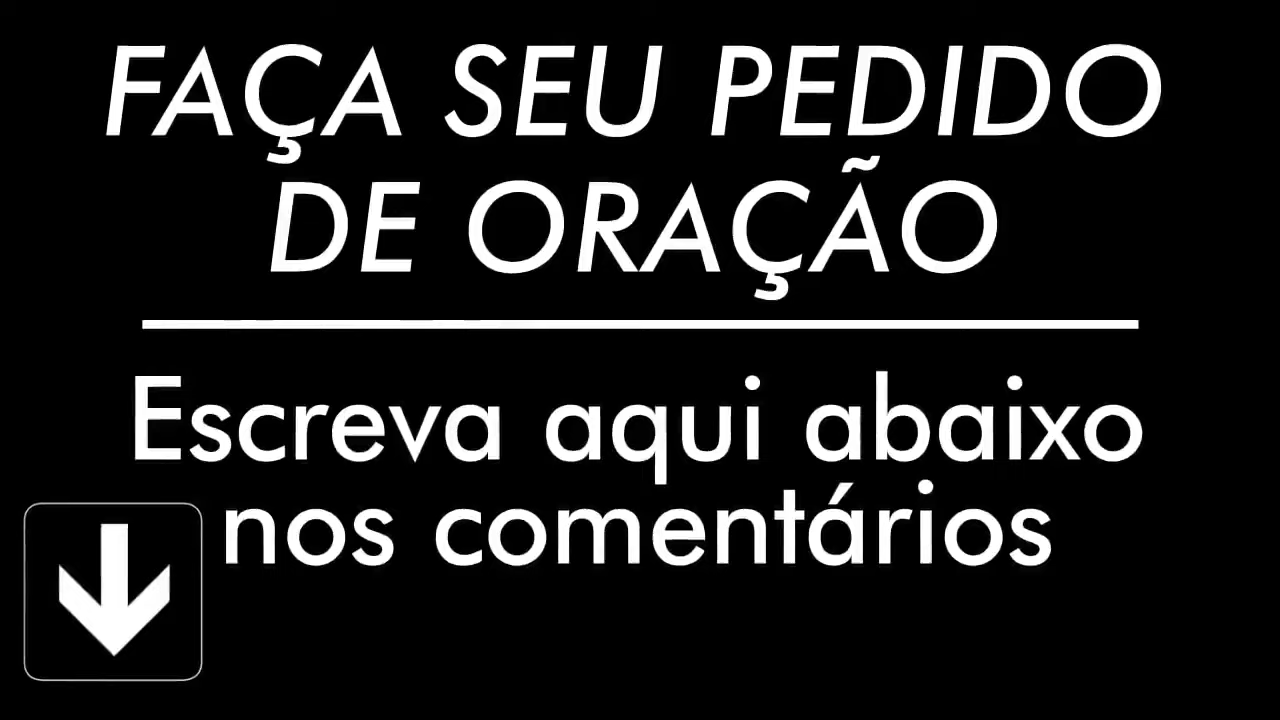 FAÇA SEU PEDIDO
DE ORAÇÃO
Escreva aqui abaixo
nos comentários